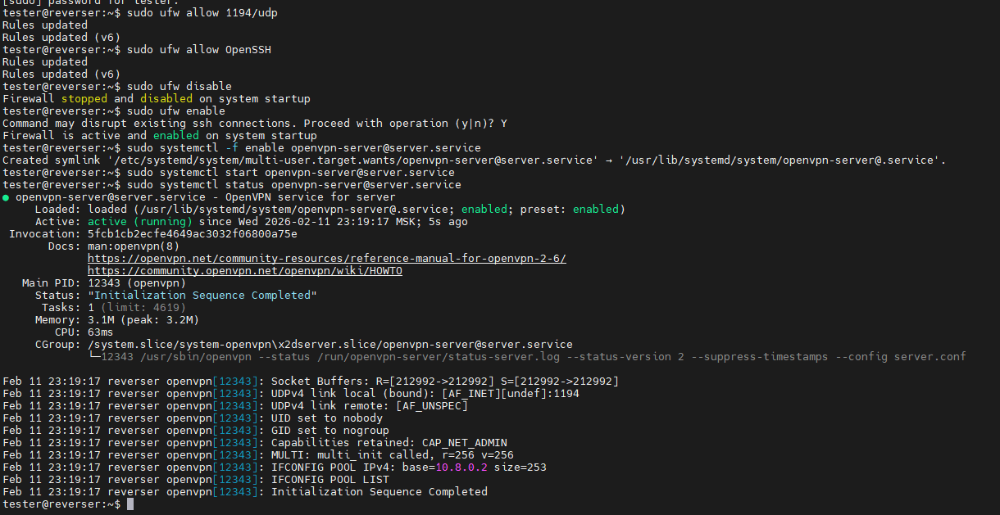 [sudo] password for tester:
tester@reverser:~$ sudo ufw allow 1194/udp
Rules updated
Rules updated (v6)
tester@reverser:~$ sudo ufw allow OpenSSH
Rules updated
Rules updated (v6)
tester@reverser:~$ sudo ufw disable
Firewall stopped and disabled on system startup
tester@reverser:~$ sudo ufw enable
Command may disrupt existing ssh connections. Proceed with operation (y|n)? Y
Firewall is active and enabled on system startup
tester@reverser:~$ sudo systemctl -f enable openvpn-server@server.service
Created symlink '/etc/systemd/system/multi-user.target.wants/openvpn-server@server.service' → '/usr/lib/systemd/system/openvpn-server@.service'.
tester@reverser:~$ sudo systemctl start openvpn-server@server.service
tester@reverser:~$ sudo systemctl status openvpn-server@server.service
● openvpn-server@server.service - OpenVPN service for server
Loaded: loaded (/usr/lib/systemd/system/openvpn-server@.service; enabled; preset: enabled)
Active: active (running) since Wed 2026-02-11 23:19:17 MSK; 5s ago
Invocation: 5fcb1cb2ecfe4649ac3032f06800a75e
Docs: man:openvpn(8)
https://openvpn.net/community-resources/reference-manual-for-openvpn-2-6/
https://community.openvpn.net/openvpn/wiki/HOWTO
Main PID: 12343 (openvpn)
Status: "Initialization Sequence Completed"
Tasks: 1 (limit: 4619)
Memory: 3.1M (peak: 3.2M)
CPU: 63ms
CGroup: /system.slice/system-openvpn\x2dserver.slice/openvpn-server@server.service
└─12343 /usr/sbin/openvpn --status /run/openvpn-server/status-server.log --status-version 2 --suppress-timestamps --config server.conf
Feb 11 23:19:17 reverser openvpn[12343]: Socket Buffers: R=[212992->212992] S=[212992->212992]
Feb 11 23:19:17 reverser openvpn[12343]: UDPv4 link local (bound): [AF_INET][undef]:1194
Feb 11 23:19:17 reverser openvpn[12343]: UDPv4 link remote: [AF_UNSPEC]
Feb 11 23:19:17 reverser openvpn[12343]: UID set to nobody
Feb 11 23:19:17 reverser openvpn[12343]: GID set to nogroup
Feb 11 23:19:17 reverser openvpn[12343]: Capabilities retained: CAP_NET_ADMIN
Feb 11 23:19:17 reverser openvpn[12343]: MULTI: multi_init called, r=256 v=256
Feb 11 23:19:17 reverser openvpn[12343]: IFCONFIG POOL IPv4: base=10.8.0.2 size=253
Feb 11 23:19:17 reverser openvpn[12343]: IFCONFIG POOL LIST
Feb 11 23:19:17 reverser openvpn[12343]: Initialization Sequence Completed
tester@reverser:~$